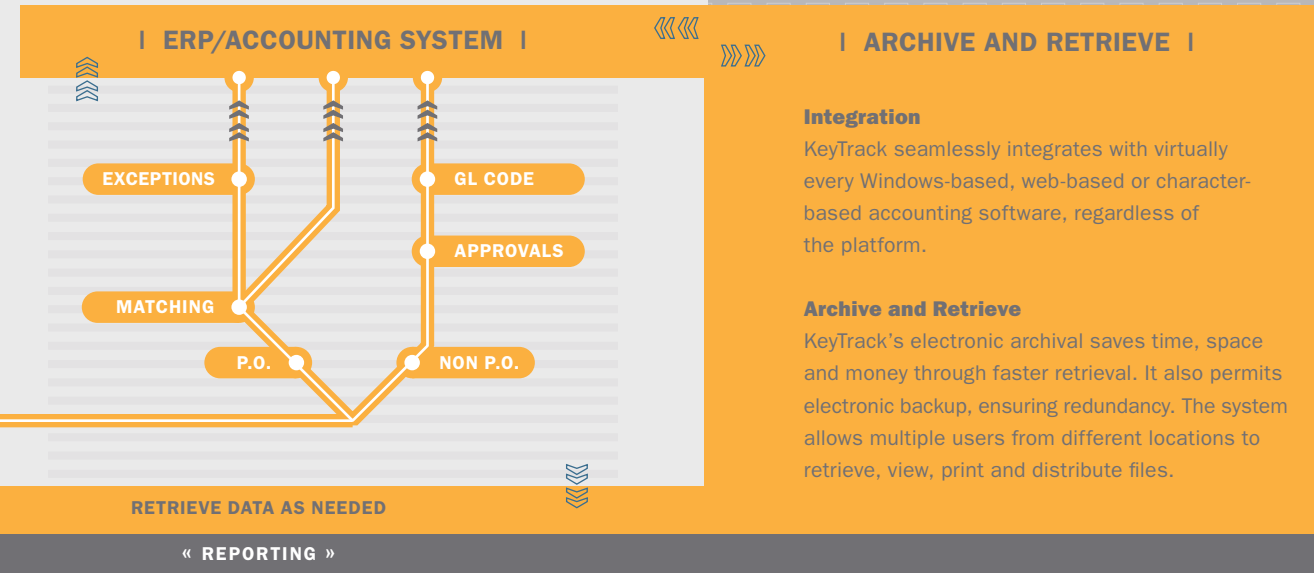 | ERP/ACCOUNTING SYSTEM |
EXCEPTIONS
GL CODE
APPROVALS
MATCHING
P.O.
NON P.O.
RETRIEVE DATA AS NEEDED
« REPORTING »
| ARCHIVE AND RETRIEVE |
Integration
KeyTrack seamlessly integrates with virtually
every Windows-based, web-based or character-
based accounting software, regardless of
the platform.
Archive and Retrieve
KeyTrack’s electronic archival saves time, space
and money through faster retrieval. It also permits
electronic backup, ensuring redundancy. The system
allows multiple users from different locations to
retrieve, view, print and distribute files.